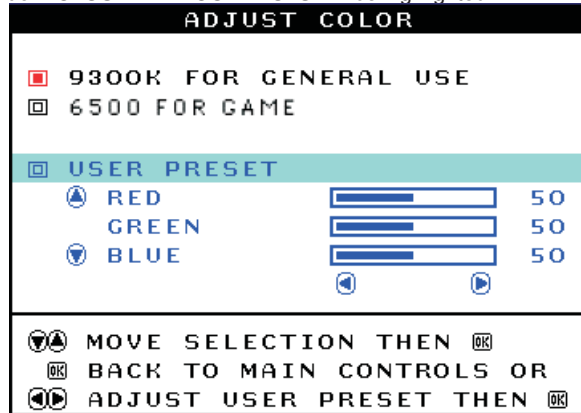 ADJUST COLOR
9300K FOR GENERAL USE
6500 FOR GAME
USER PRESET
RED 50
GREEN 50
BLUE 50
MOVE SELECTION THEN OK
OK BACK TO MAIN CONTROLS OR
ADJUST USER PRESET THEN OK